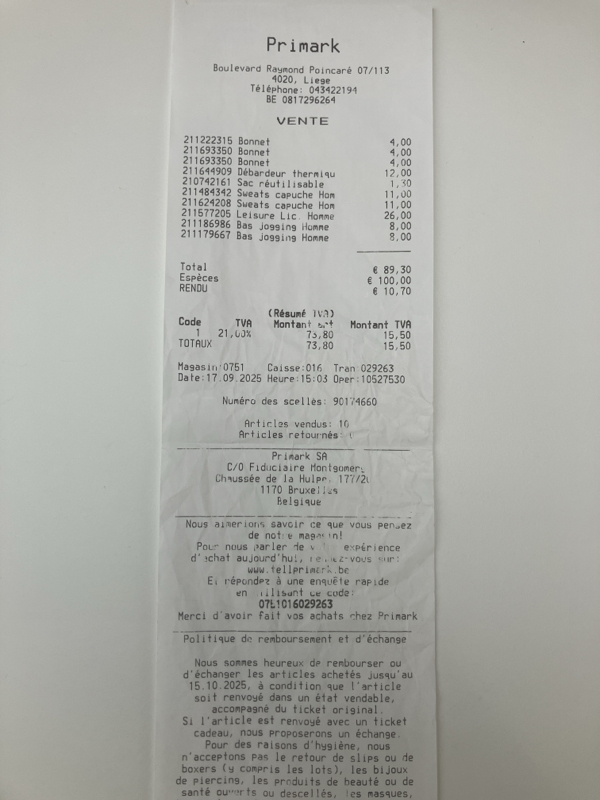 Primark
Boulevard Raymond Poincaré 07/113
4020, Liege
Téléphone: 043422194
BE 0817296264
VENTE
211222315 Bonnet 4,00
211693350 Bonnet 4,00
211693350 Bonnet 4,00
211644909 Débardeur thermiqu 12,00
210742161 Sac réutilisable 1,30
211484342 Sweats capuche Hom 11,00
211624208 Sweats capuche Hom 11,00
211577205 Leisure Lic. Homme 26,00
211186986 Bas jogging Homme 8,00
211179667 Bas jogging Homme 8,00
Total € 89,30
Espèces € 100,00
RENDU € 10,70
(Résumé TVA)
Code TVA Montant Montant TVA
1 21,00% 73,80 15,50
TOTAUX 73,80 15,50
Magasin:0751 Caisse:016 Tran:029263
Date:17.09.2025 Heure:15:03 Oper:10527530
Numéro des scellés: 90174660
Articles vendus: 10
Articles retournés:
Primark SA
C/O Fiduciaire Montgomery
Chaussée de la Hulpe,
1170 Bruxelles
Belgique
Nous aimerions savoir ce que vous pensez
de notre magasin!
Pour nous parler de expérience
d'achat aujourd'hui, rendez-vous sur:
www.tellprimark.be
Et répondez à une enquête rapide
en utilisant ce code:
0751016029263
Merci d'avoir fait vos achats chez Primark
Politique de remboursement et d'échange
Nous sommes heureux de rembourser ou
d'échanger les articles achetés jusqu'au
15.10.2025, à condition que l'article
soit renvoyé dans un état vendable,
accompagné du ticket original.
Si l'article est renvoyé avec un ticket
cadeau, nous proposerons un échange.
Pour des raisons d'hygiène, nous
n'acceptons pas le retour de slips ou de
boxers (y compris les lots), les bijoux
de piercing, les produits de beauté ou de
santé ouverts ou descellés, les masques,